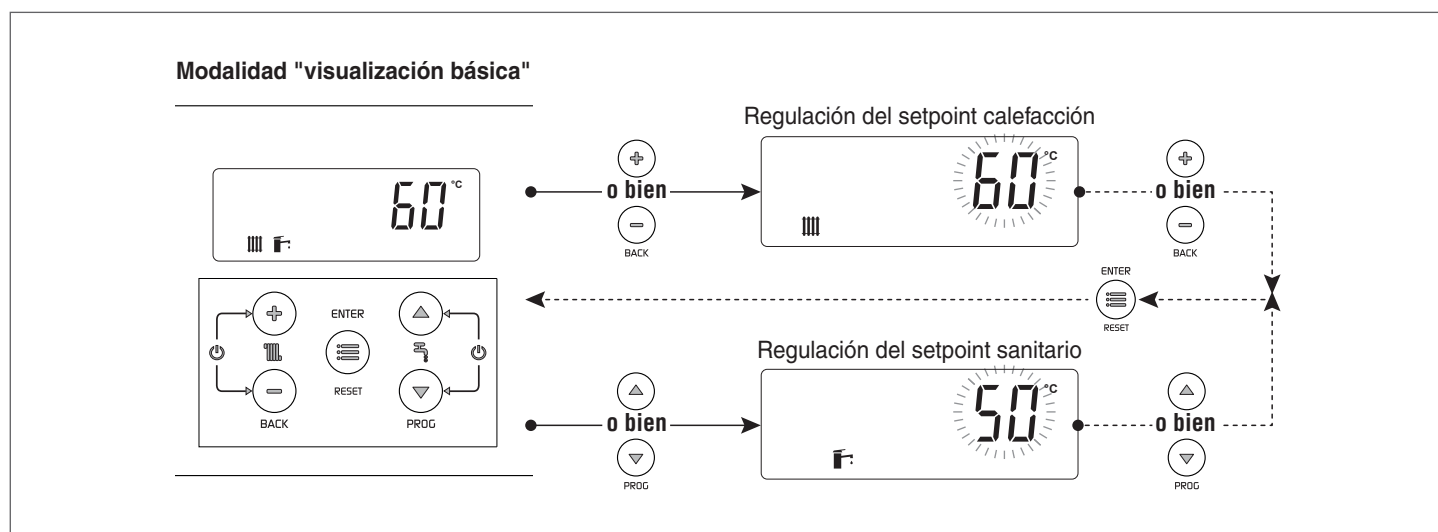 Modalidad "visualización básica"
60 °C
ENTER
RESET
BACK
PROG
o bien
BACK
Regulación del setpoint calefacción
60 °C
o bien
BACK
ENTER
RESET
o bien
PROG
Regulación del setpoint sanitario
50 °C
o bien
PROG